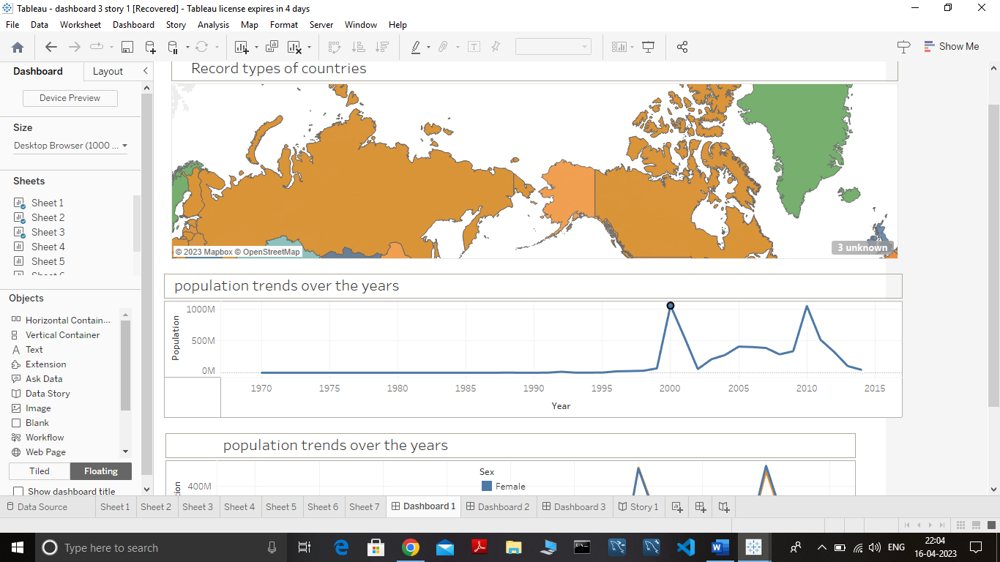 Tableau - dashboard 3 story 1 [Recovered] - Tableau license expires in 4 days
File Data Worksheet Dashboard Story Analysis Map Format Server Window Help
Show Me
Dashboard Layout
Device Preview
Size
Desktop Browser (1000 ...
Sheets
Sheet 1
Sheet 2
Sheet 3
Sheet 4
Sheet 5
Objects
Horizontal Contain...
Vertical Container
Text
Extension
Ask Data
Data Story
Image
Blank
Workflow
Web Page
Tiled Floating
Show dashboard title
Record types of countries
© 2023 Mapbox © OpenStreetMap
3 unknown
population trends over the years
Population
1000M
500M
0M
1970 1975 1980 1985 1990 1995 2000 2005 2010 2015
Year
population trends over the years
400M
Sex
Female
Data Source Sheet 1 Sheet 2 Sheet 3 Sheet 4 Sheet 5 Sheet 6 Sheet 7 Dashboard 1 Dashboard 2 Dashboard 3 Story 1
Type here to search
ENG
22:04
16-04-2023